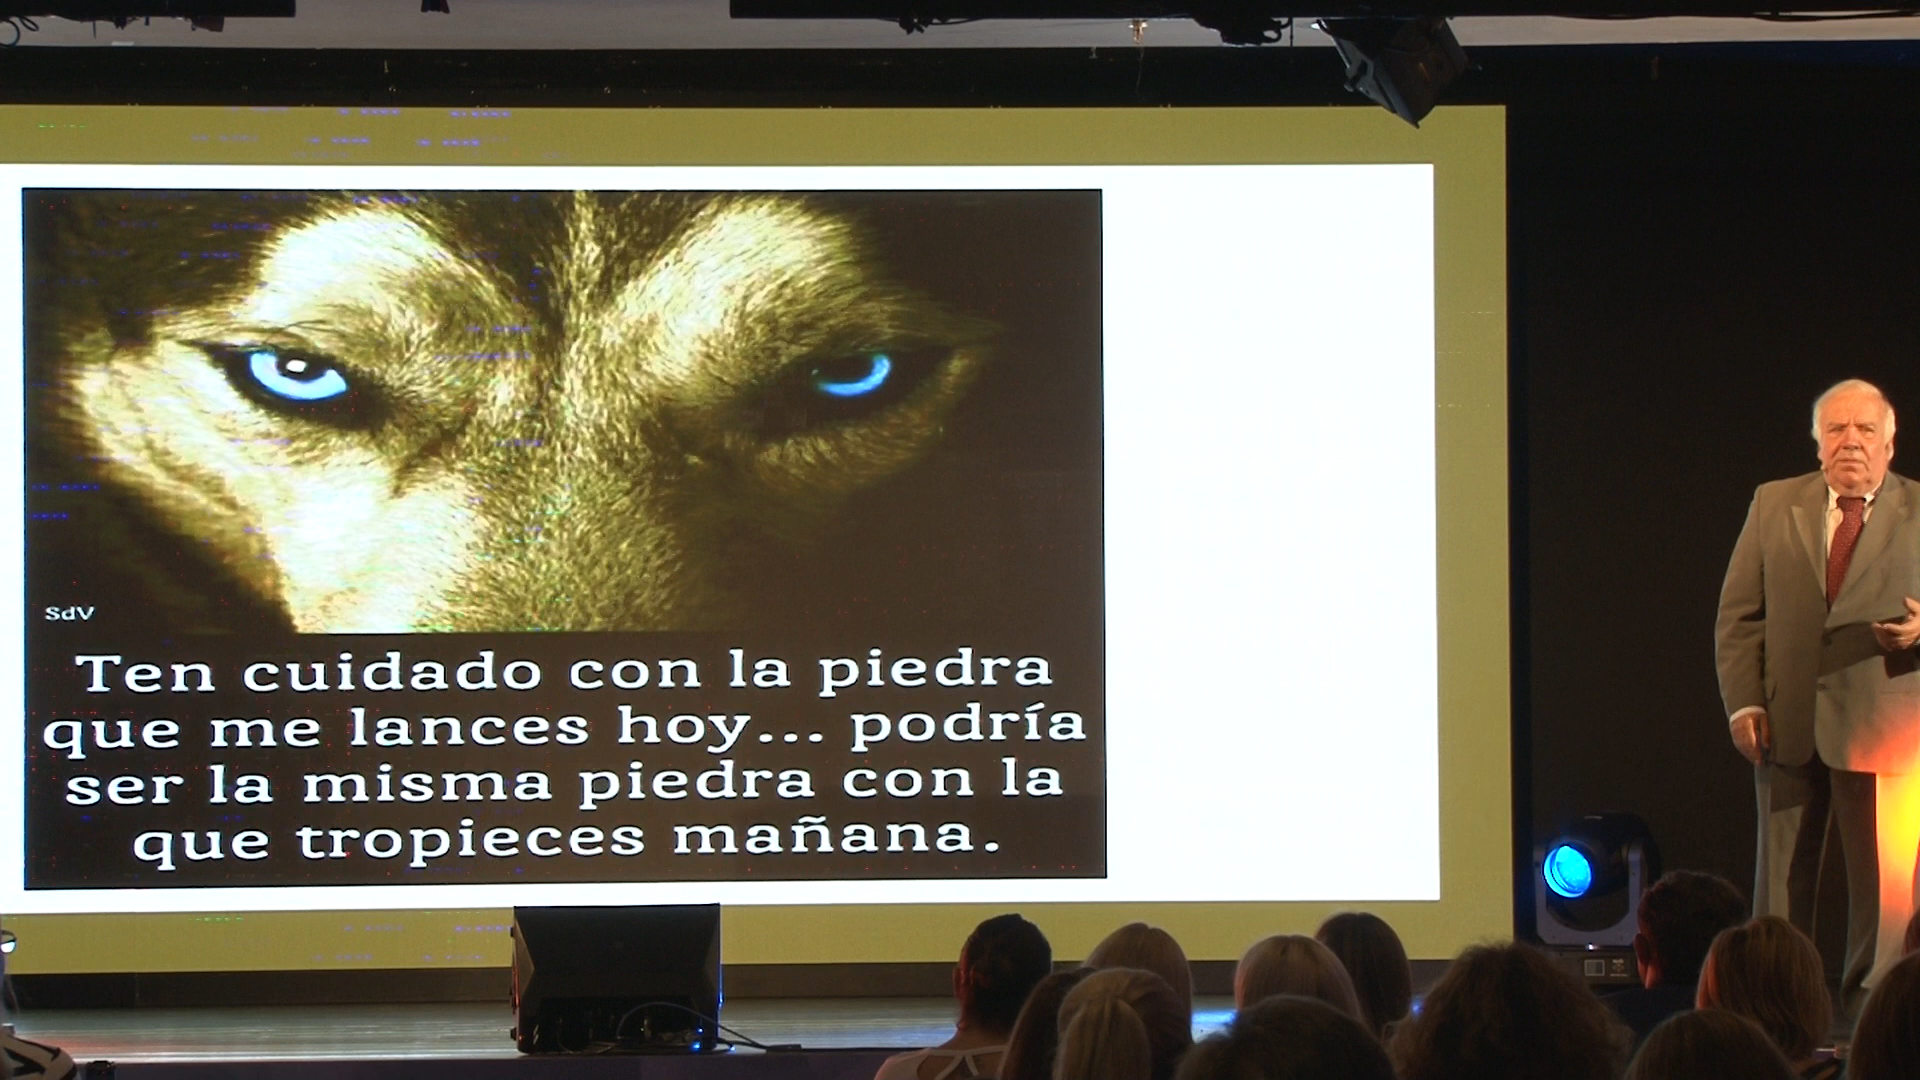 SdV
Ten cuidado con la piedra
que me lances hoy... podría
ser la misma piedra con la
que tropieces mañana.